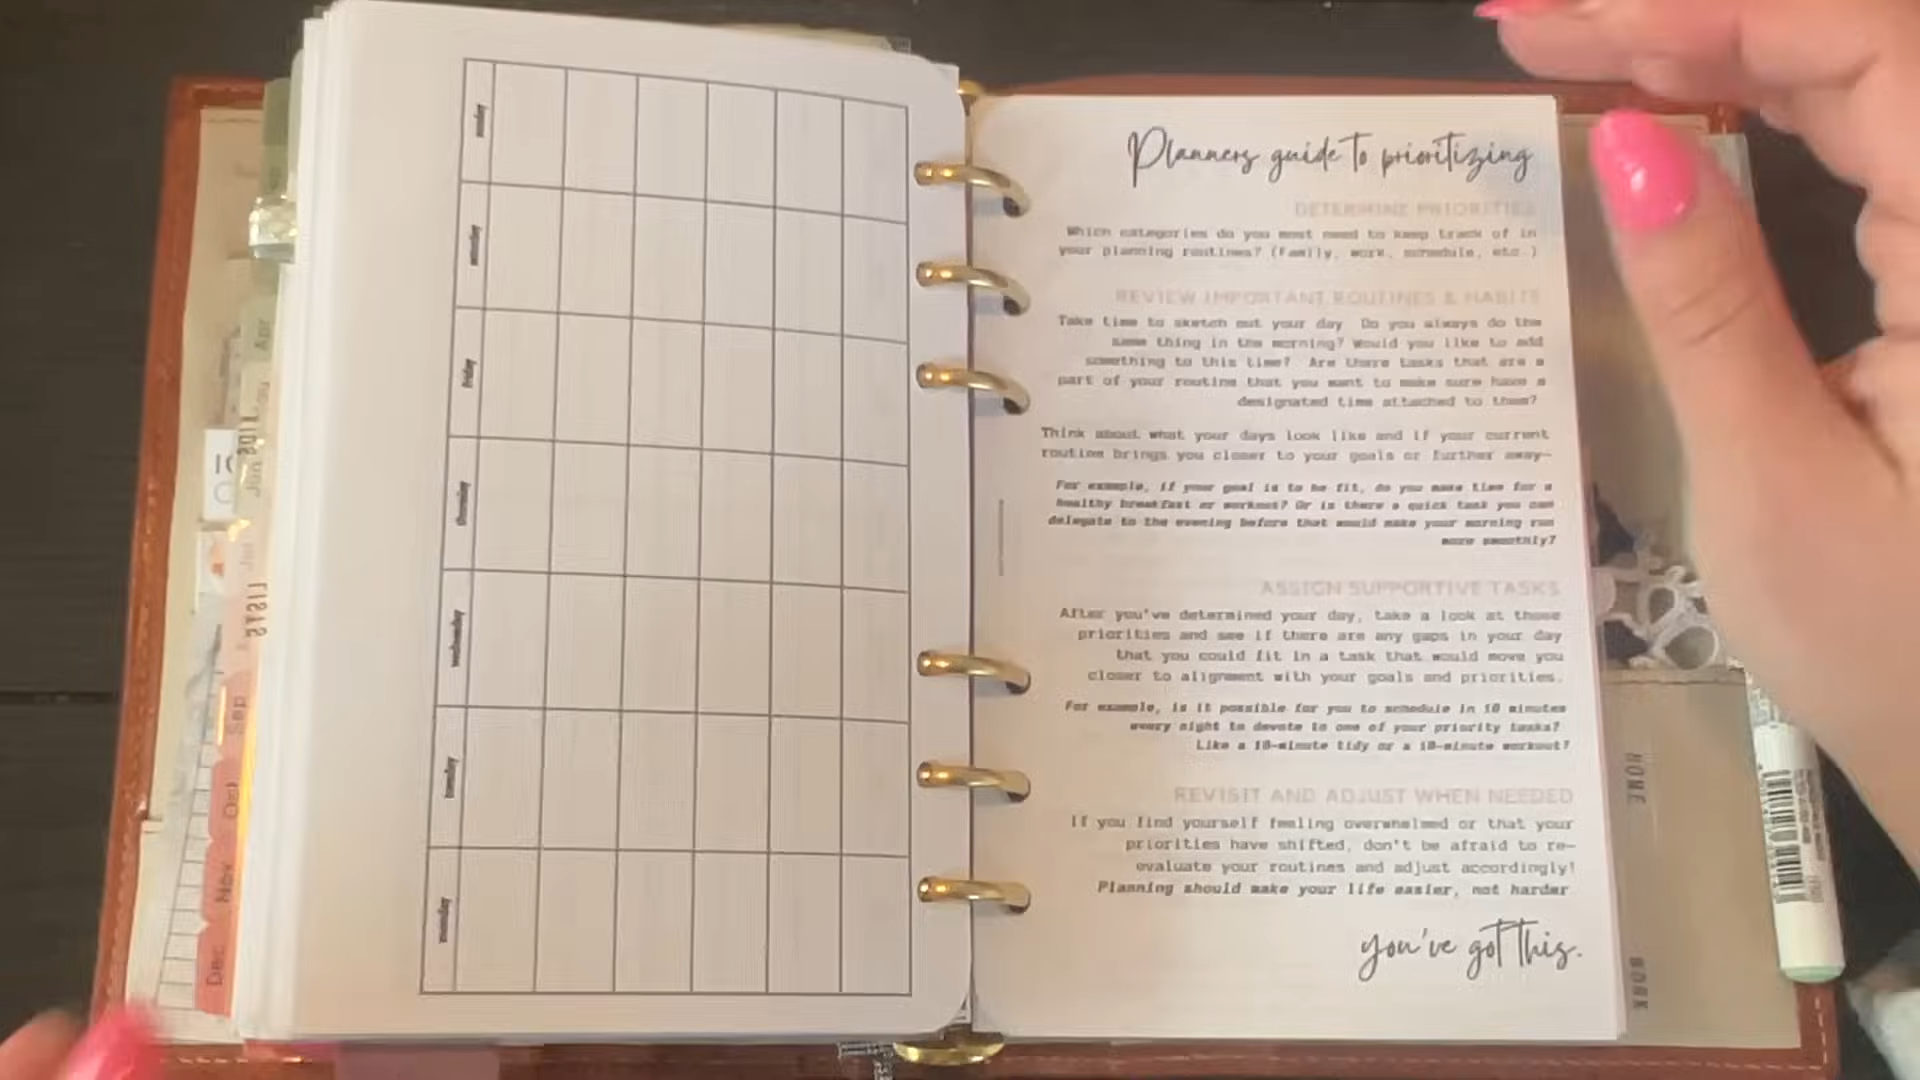 Apr
Jun
LISTS
Sep
Oct
Nov
Dec
sunday
friday
thursday
wednesday
tuesday
monday
Planners guide to prioritizing
DETERMINE PRIORITIES
Which categories do you most need to keep track of in
your planning routines? (Family, work, schedule, etc.)
REVIEW IMPORTANT ROUTINES & HABITS
Take time to sketch out your day. Do you always do the
same thing in the morning? Would you like to add
something to this time? Are there tasks that are a
part of your routine that you want to make sure have a
designated time attached to them?
Think about what your days look like and if your current
routine brings you closer to your goals or further away-
For example, if your goal is to be fit, do you make time for a
healthy breakfast or workout? Or is there a quick task you can
delegate to the evening before that would make your morning run
more smoothly?
ASSIGN SUPPORTIVE TASKS
After you've determined your day, take a look at those
priorities and see if there are any gaps in your day
that you could fit in a task that would move you
closer to alignment with your goals and priorities.
For example, is it possible for you to schedule in 10 minutes
every night to devote to one of your priority tasks?
Like a 10-minute tidy or a 10-minute workout?
REVISIT AND ADJUST WHEN NEEDED
If you find yourself feeling overwhelmed or that your
priorities have shifted, don't be afraid to re-
evaluate your routines and adjust accordingly!
Planning should make your life easier, not harder
you've got this.
HOME
WORK